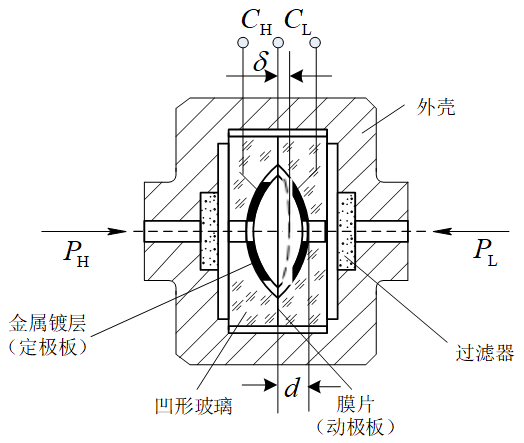 C_H C_L
δ
外壳
P_H
P_L
金属镀层
（定极板）
过滤器
凹形玻璃
d
膜片
（动极板）